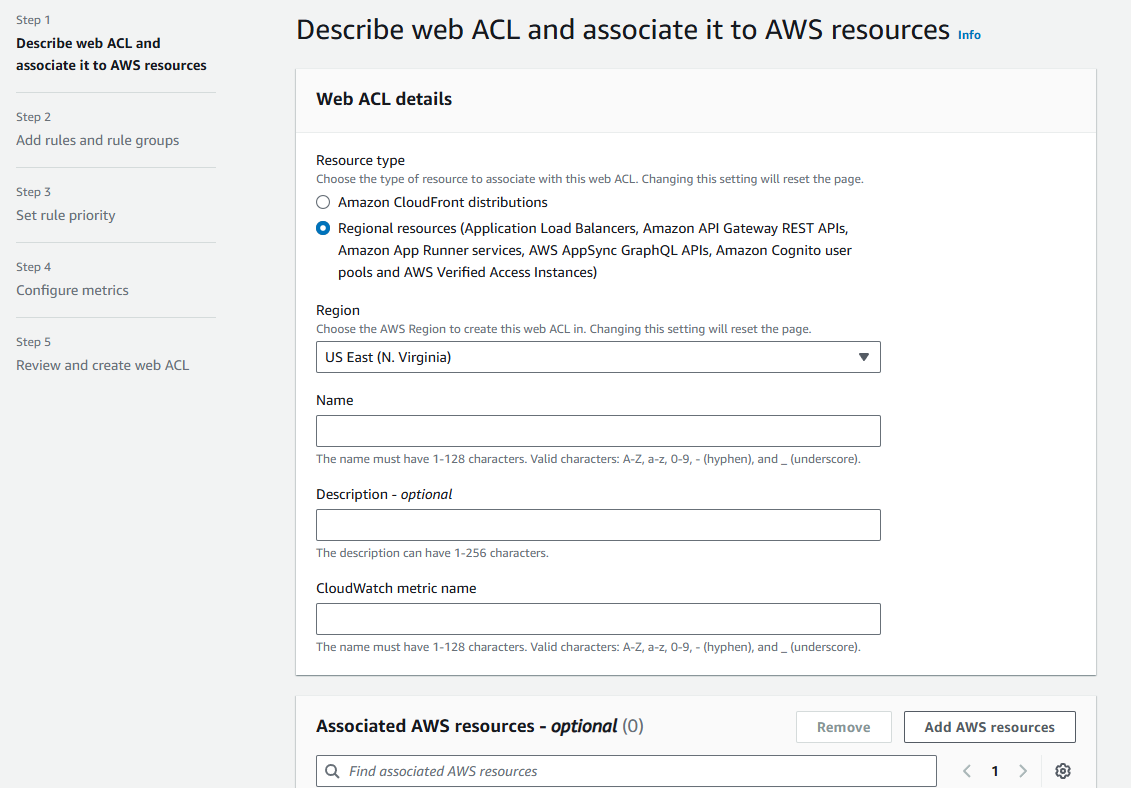 Step 1
Describe web ACL and
associate it to AWS resources
Step 2
Add rules and rule groups
Step 3
Set rule priority
Step 4
Configure metrics
Step 5
Review and create web ACL
Describe web ACL and associate it to AWS resources Info
Web ACL details
Resource type
Choose the type of resource to associate with this web ACL. Changing this setting will reset the page.
Amazon CloudFront distributions
Regional resources (Application Load Balancers, Amazon API Gateway REST APIs,
Amazon App Runner services, AWS AppSync GraphQL APIs, Amazon Cognito user
pools and AWS Verified Access Instances)
Region
Choose the AWS Region to create this web ACL in. Changing this setting will reset the page.
US East (N. Virginia)
Name
The name must have 1-128 characters. Valid characters: A-Z, a-z, 0-9, - (hyphen), and _ (underscore).
Description - optional
The description can have 1-256 characters.
CloudWatch metric name
The name must have 1-128 characters. Valid characters: A-Z, a-z, 0-9, - (hyphen), and _ (underscore).
Associated AWS resources - optional (0)
Remove
Add AWS resources
Find associated AWS resources
1